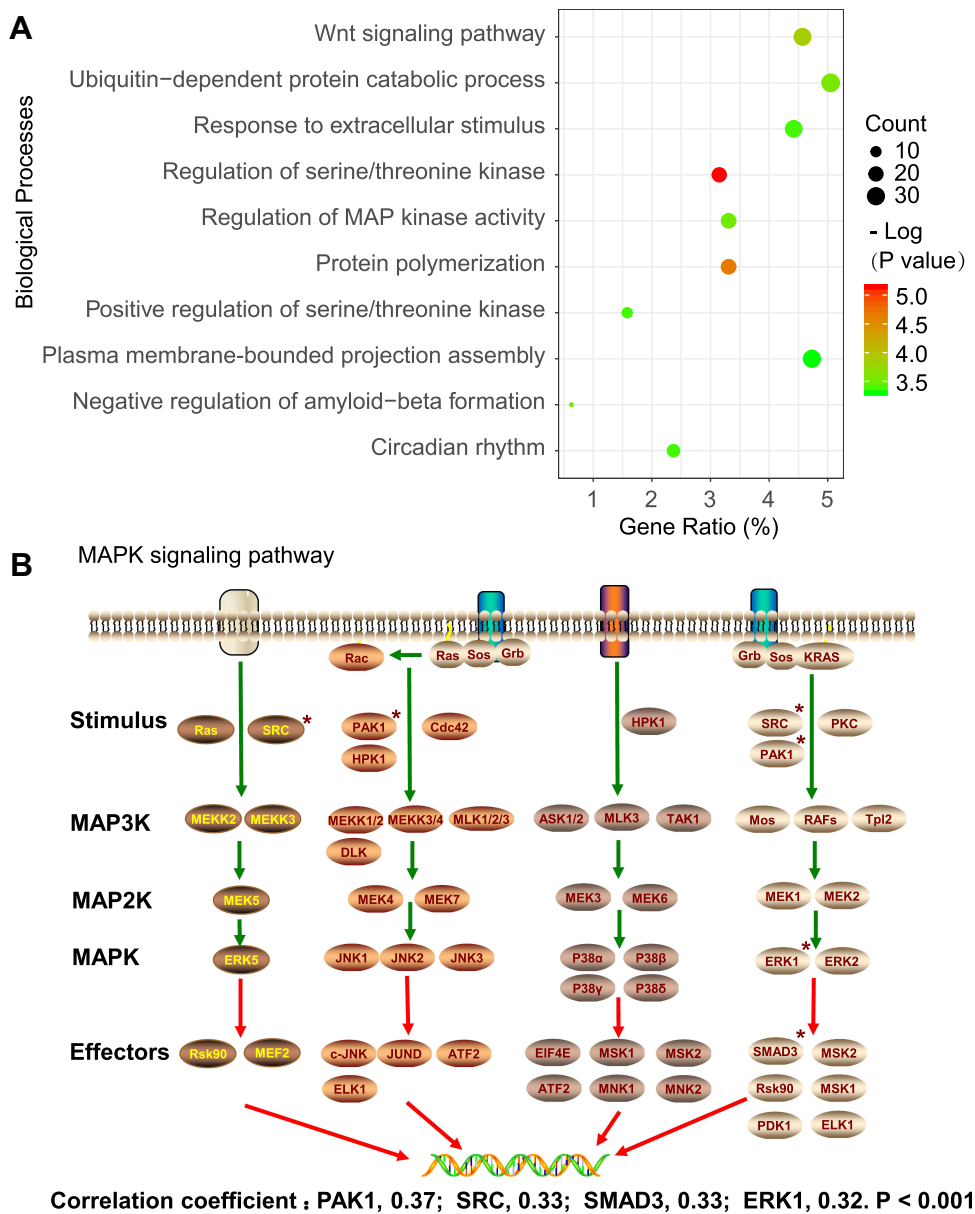 A
Biological Processes
Wnt signaling pathway
Ubiquitin−dependent protein catabolic process
Response to extracellular stimulus
Regulation of serine/threonine kinase
Regulation of MAP kinase activity
Protein polymerization
Positive regulation of serine/threonine kinase
Plasma membrane-bounded projection assembly
Negative regulation of amyloid−beta formation
Circadian rhythm
1 2 3 4 5
Gene Ratio (%)
Count
10
20
30
- Log
(P value)
5.0
4.5
4.0
3.5
B MAPK signaling pathway
Rac Ras Sos Grb Grb Sos KRAS
Stimulus Ras SRC * PAK1 * Cdc42 HPK1 SRC * PKC
HPK1 PAK1 *
MAP3K MEKK2 MEKK3 MEKK1/2 MEKK3/4 MLK1/2/3 ASK1/2 MLK3 TAK1 Mos RAFs Tpl2
DLK
MAP2K MEK5 MEK4 MEK7 MEK3 MEK6 MEK1 MEK2
MAPK ERK5 JNK1 JNK2 JNK3 P38α P38β ERK1 * ERK2
P38γ P38δ
Effectors Rsk90 MEF2 c-JNK JUND ATF2 EIF4E MSK1 MSK2 SMAD3 * MSK2
ELK1 ATF2 MNK1 MNK2 Rsk90 MSK1
PDK1 ELK1
Correlation coefficient : PAK1, 0.37; SRC, 0.33; SMAD3, 0.33; ERK1, 0.32. P < 0.001